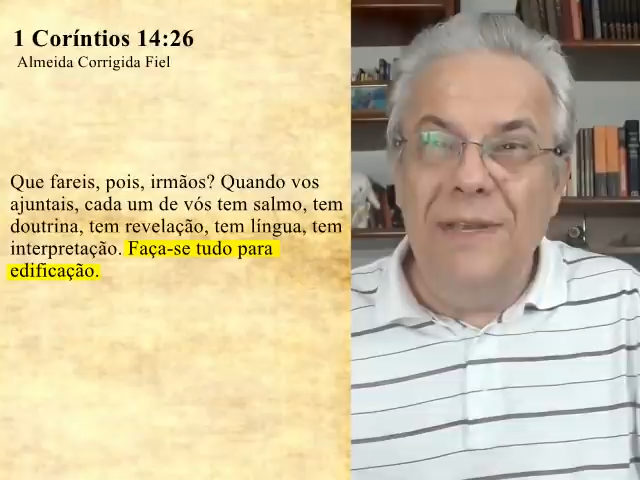 1 Coríntios 14:26
Almeida Corrigida Fiel
Que fareis, pois, irmãos? Quando vos
ajuntais, cada um de vós tem salmo, tem
doutrina, tem revelação, tem língua, tem
interpretação. Faça-se tudo para
edificação.